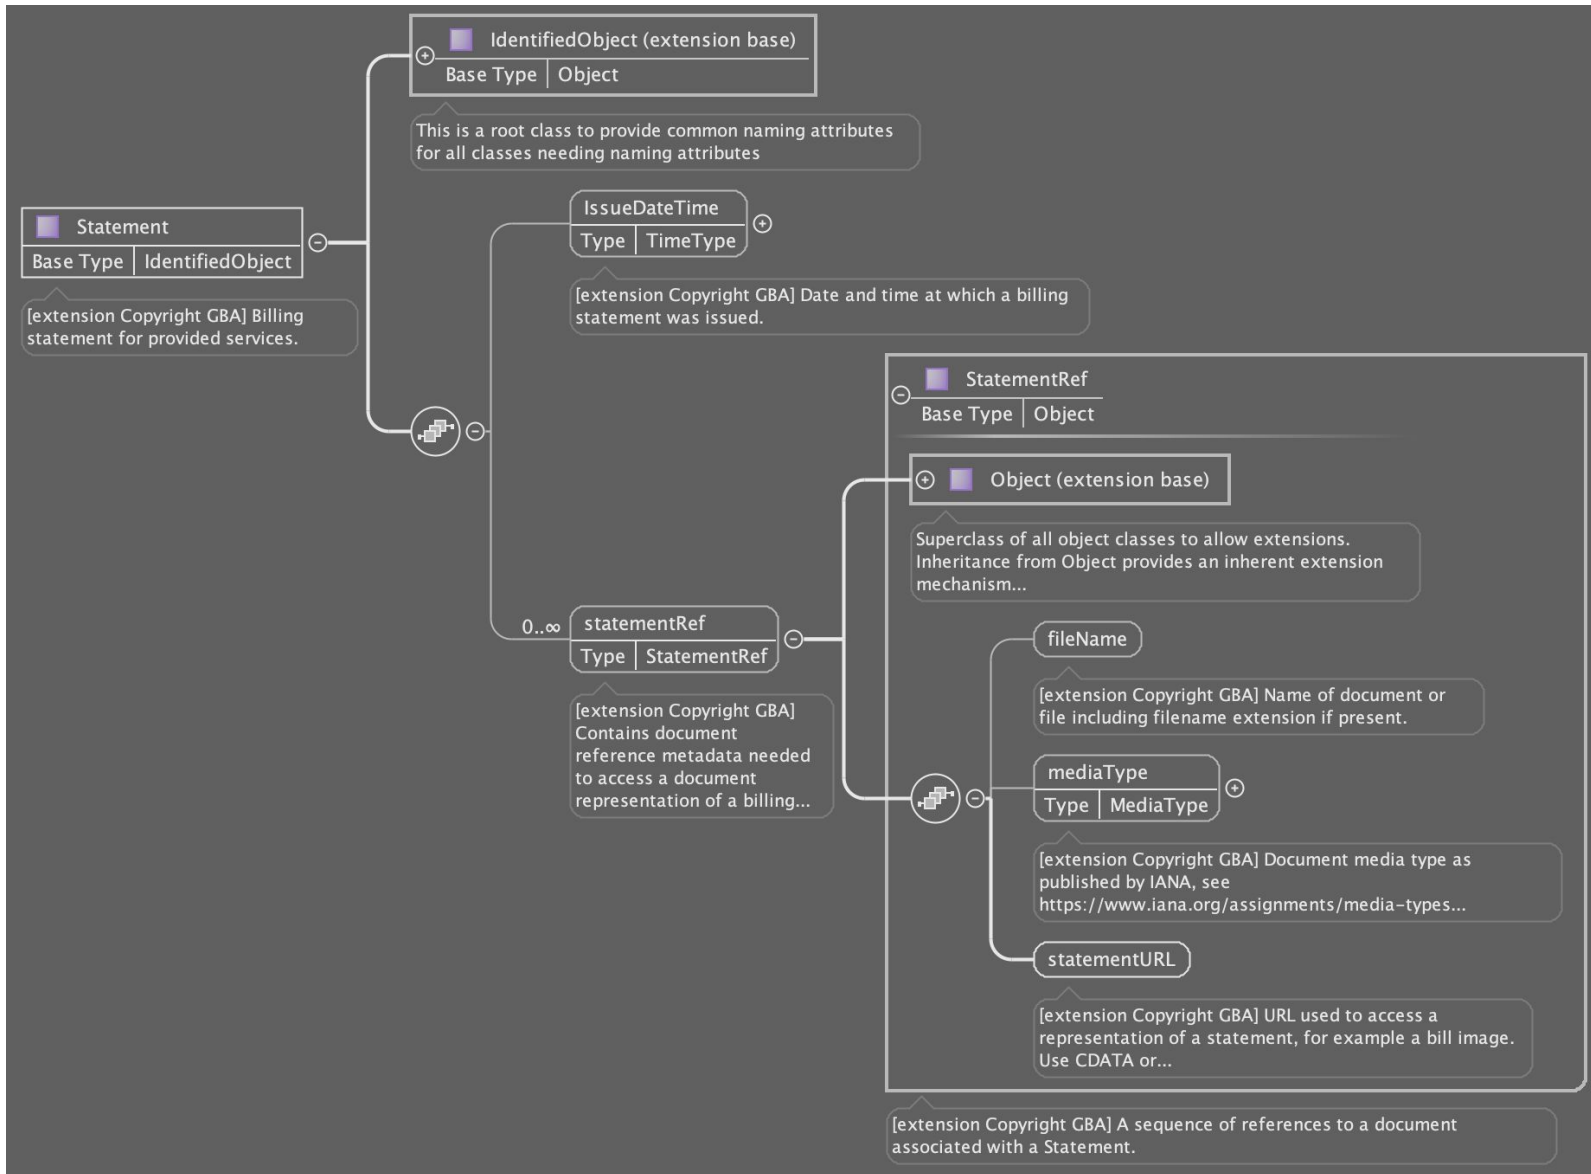 IdentifiedObject (extension base)
Base Type Object
This is a root class to provide common naming attributes
for all classes needing naming attributes
Statement
Base Type IdentifiedObject
[extension Copyright GBA] Billing
statement for provided services.
IssueDateTime
Type TimeType
[extension Copyright GBA] Date and time at which a billing
statement was issued.
0..∞
statementRef
Type StatementRef
[extension Copyright GBA]
Contains document
reference metadata needed
to access a document
representation of a billing...
StatementRef
Base Type Object
Object (extension base)
Superclass of all object classes to allow extensions.
Inheritance from Object provides an inherent extension
mechanism...
fileName
[extension Copyright GBA] Name of document or
file including filename extension if present.
mediaType
Type MediaType
[extension Copyright GBA] Document media type as
published by IANA, see
https://www.iana.org/assignments/media-types...
statementURL
[extension Copyright GBA] URL used to access a
representation of a statement, for example a bill image.
Use CDATA or...
[extension Copyright GBA] A sequence of references to a document
associated with a Statement.